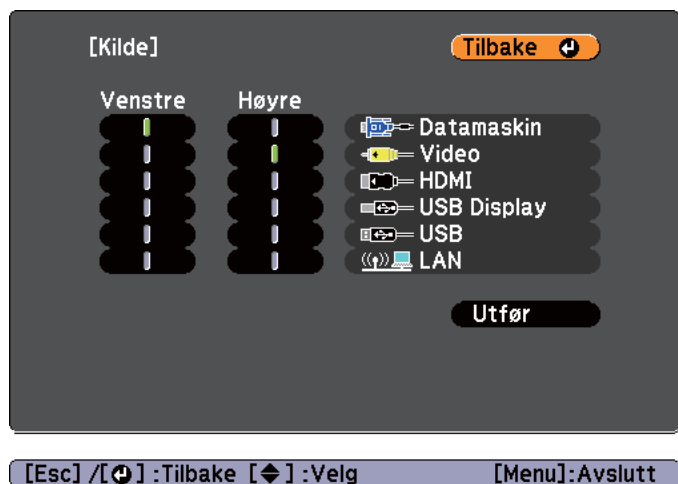 [Kilde]
Tilbake
Venstre Høyre
Datamaskin
Video
HDMI
USB Display
USB
LAN
Utfør
[Esc] /[ ] :Tilbake [ ] :Velg [Menu]:Avslutt